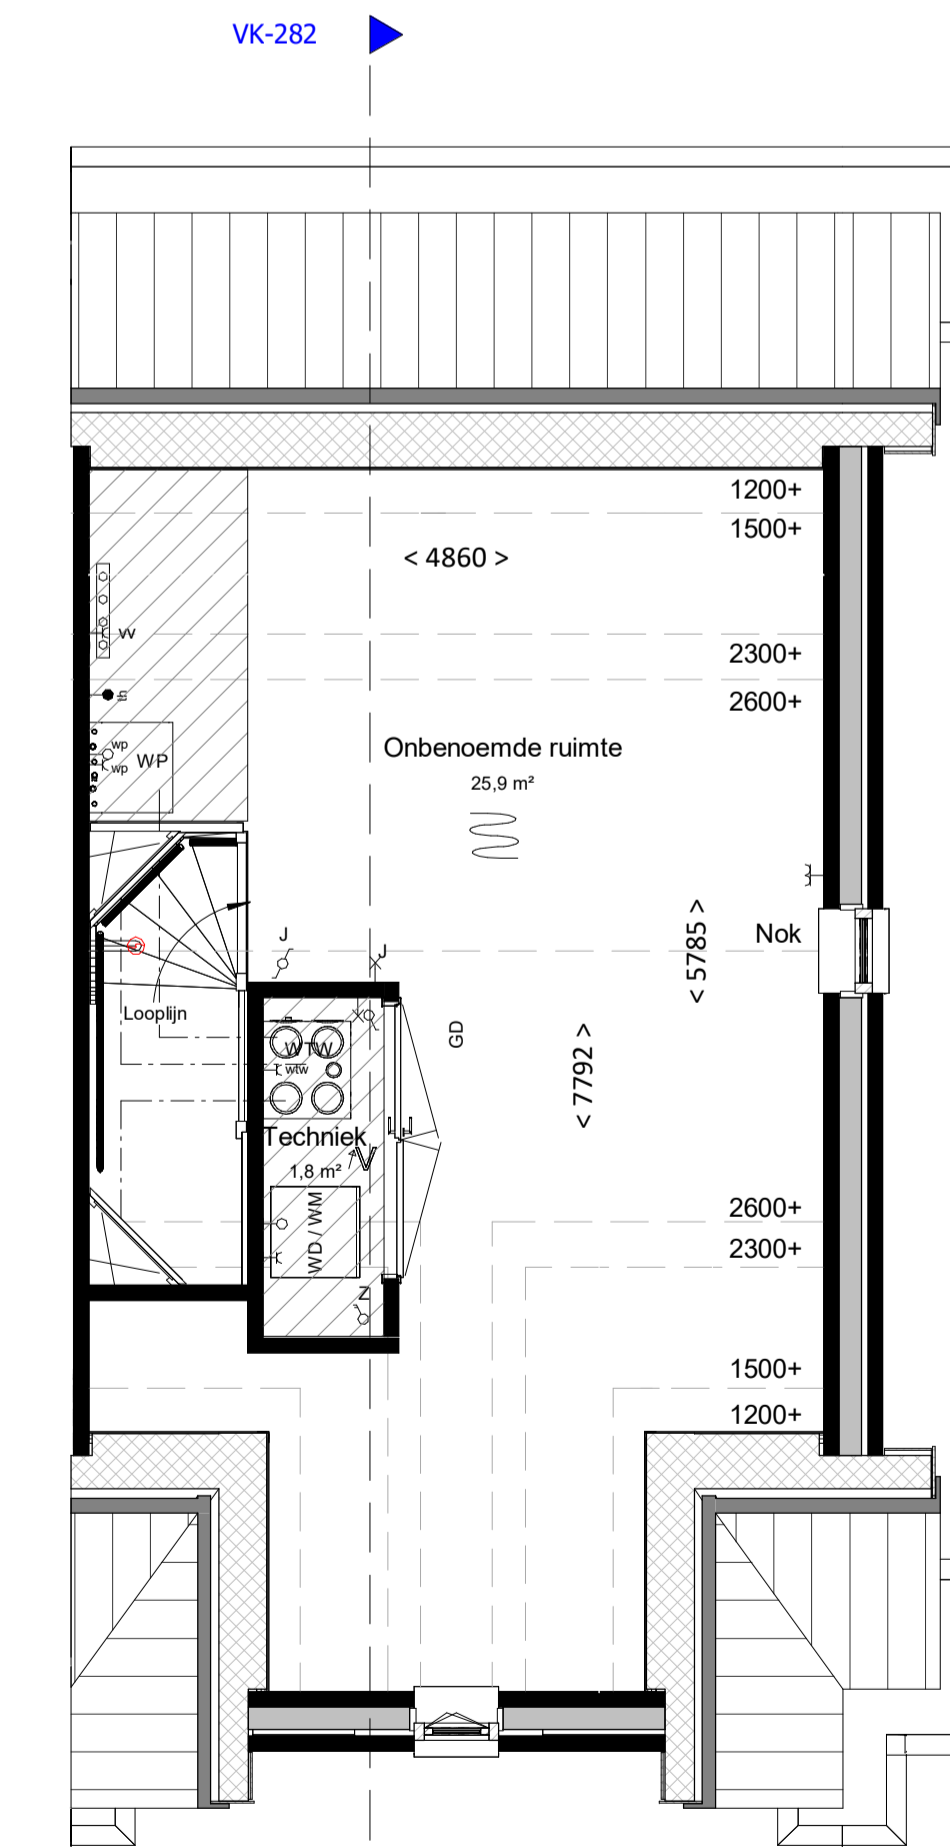 VK-282
1200+
1500+
< 4860 >
2300+
2600+
vv
Onbenoemde ruimte
25,9 m²
wp
WP
wp
Nok
J
J
< 5785 >
Looplijn
GD
WTW
wtw
< 7792 >
Techniek
1,8 m²
WD / WM
2600+
2300+
Z
1500+
1200+